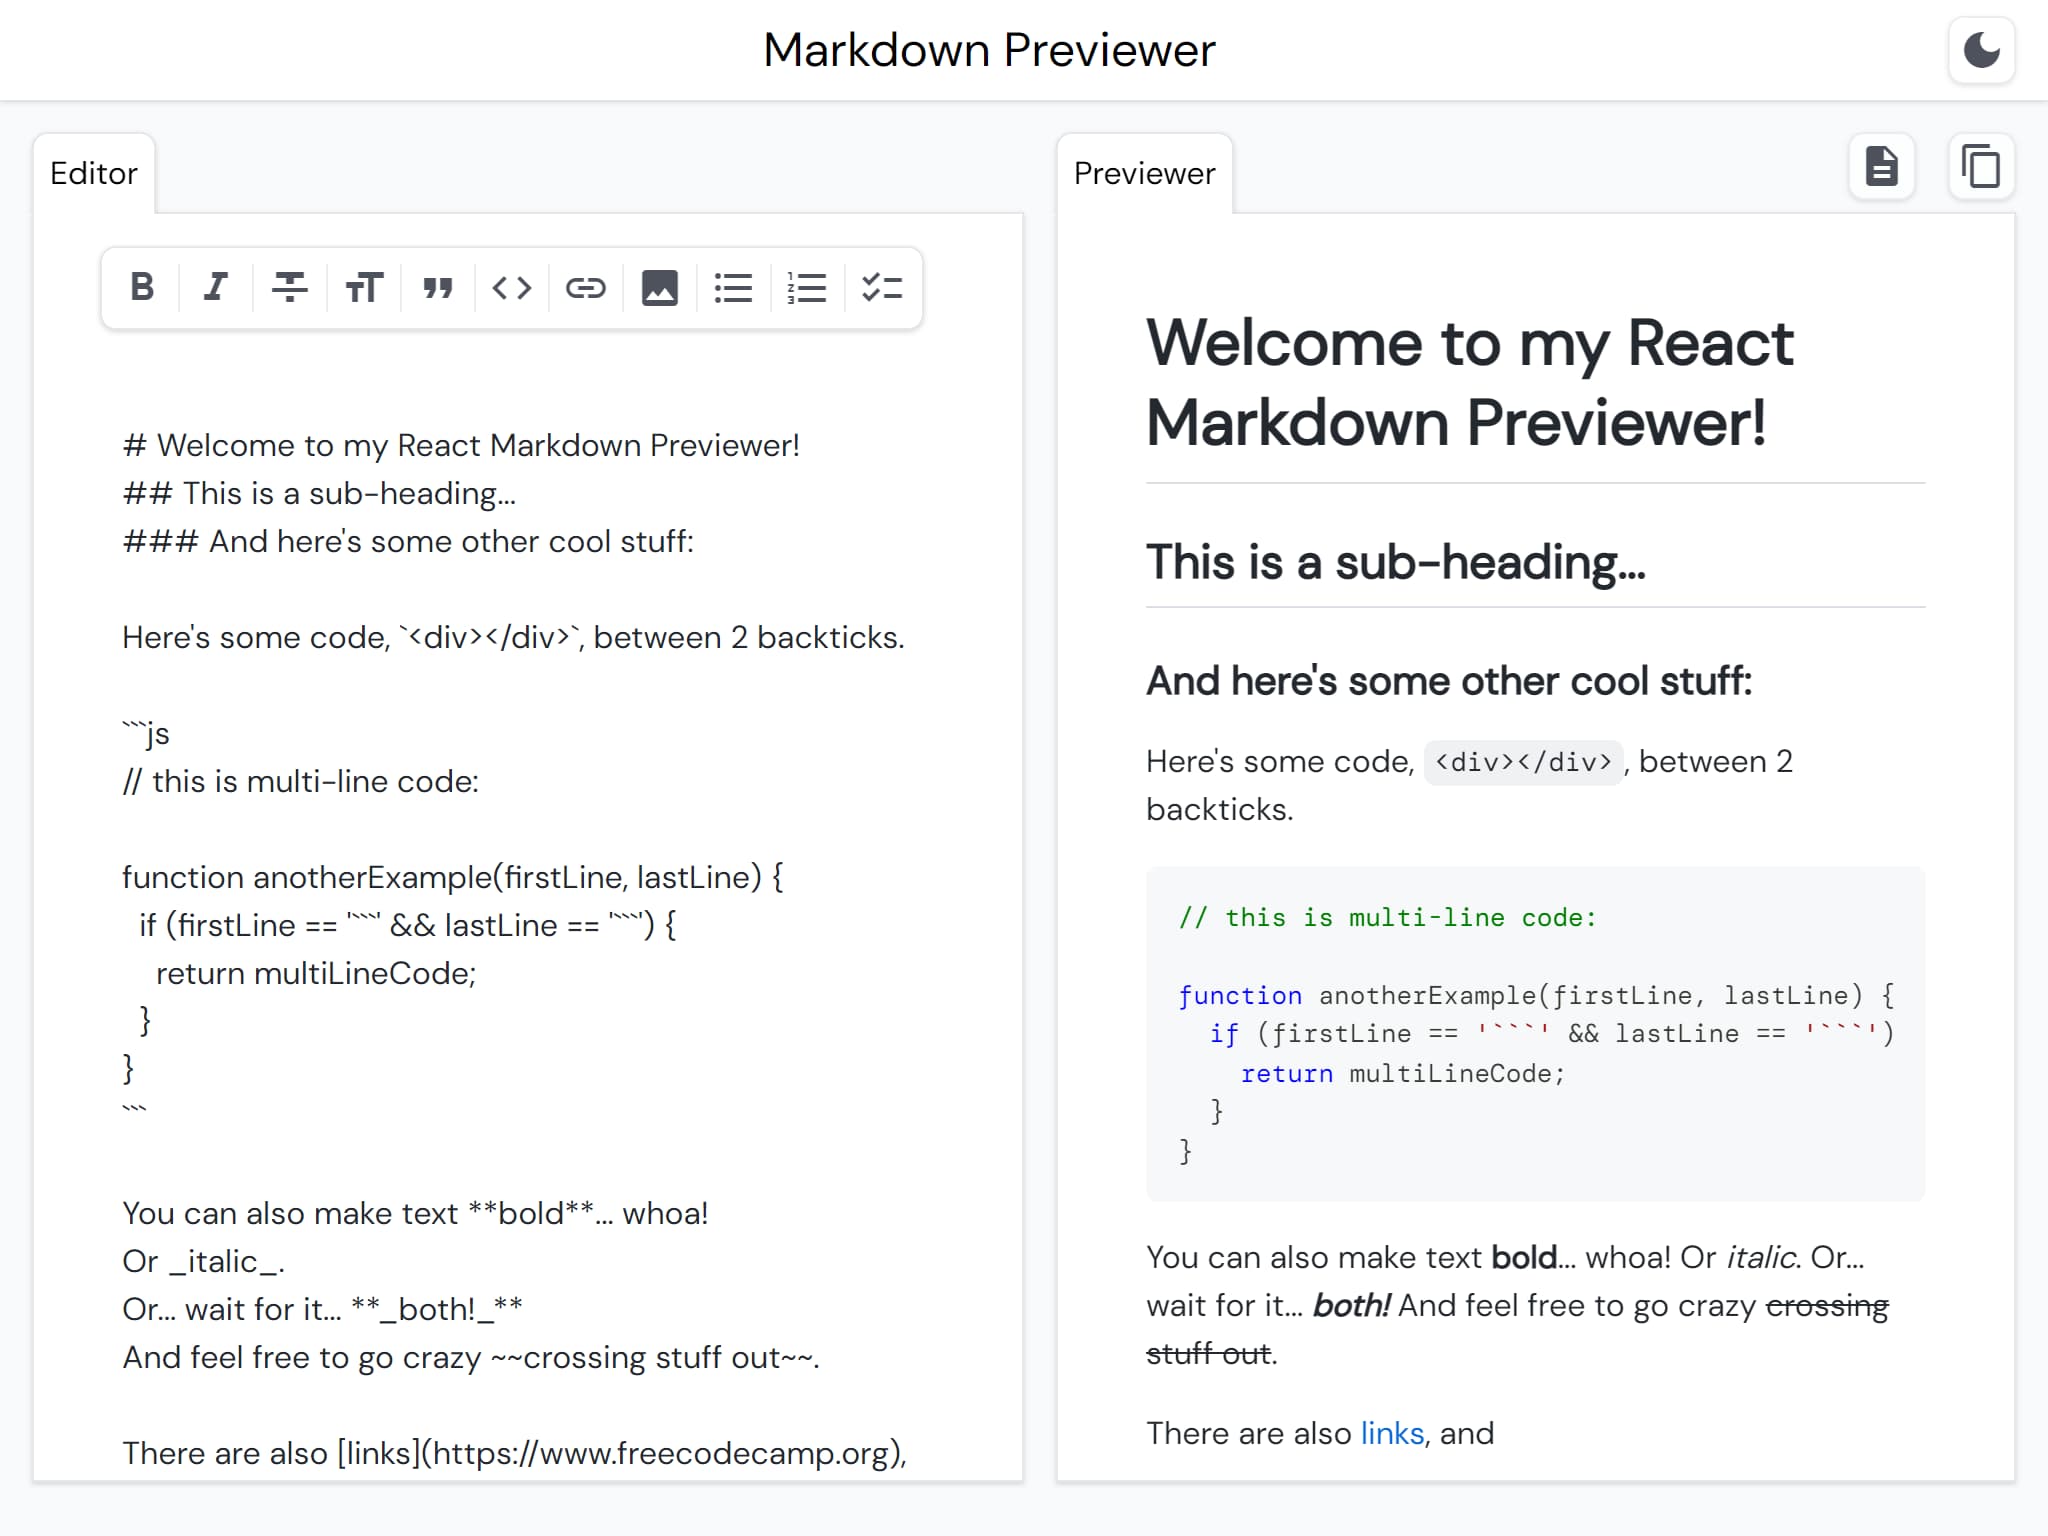 Markdown Previewer
Editor
# Welcome to my React Markdown Previewer!
## This is a sub-heading...
### And here's some other cool stuff:
Here's some code, `<div></div>`, between 2 backticks.
```js
// this is multi-line code:
function anotherExample(firstLine, lastLine) {
  if (firstLine == '```' && lastLine == '```') {
    return multiLineCode;
  }
}
```
You can also make text **bold**... whoa!
Or _italic_.
Or... wait for it... **_both!_**
And feel free to go crazy ~~crossing stuff out~~.
There are also [links](https://www.freecodecamp.org),
Previewer
Welcome to my React
Markdown Previewer!
This is a sub-heading...
And here's some other cool stuff:
Here's some code, <div></div>, between 2
backticks.
// this is multi-line code:
function anotherExample(firstLine, lastLine) {
  if (firstLine == '```' && lastLine == '```')
    return multiLineCode;
  }
}
You can also make text bold... whoa! Or italic. Or...
wait for it... both! And feel free to go crazy crossing
stuff out.
There are also links, and